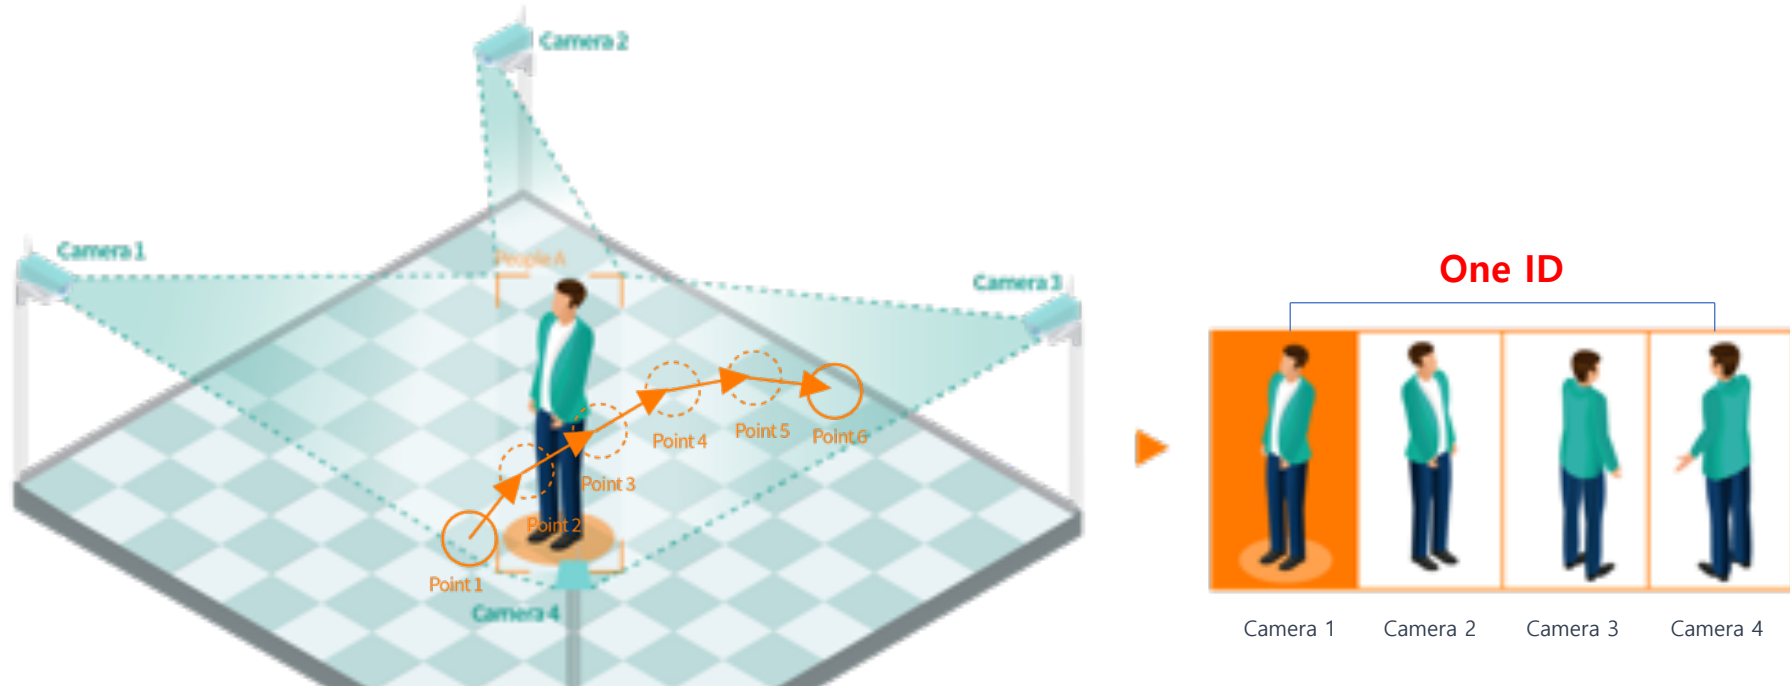 Camera 2
Camera 1
People A
Camera 3
One ID
Point 4
Point 5
Point 6
Point 3
Point 2
Point 1
Camera 4
Camera 1
Camera 2
Camera 3
Camera 4